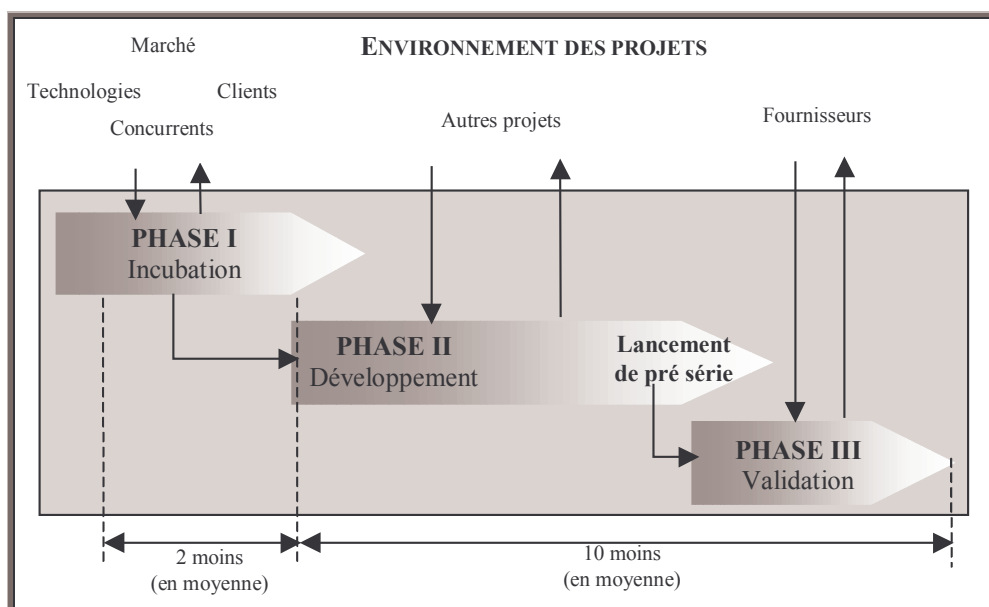 Marché
ENVIRONNEMENT DES PROJETS
Technologies
Clients
Concurrents
Autres projets
Fournisseurs
PHASE I
Incubation
PHASE II
Développement
Lancement
de pré série
PHASE III
Validation
2 moins
(en moyenne)
10 moins
(en moyenne)